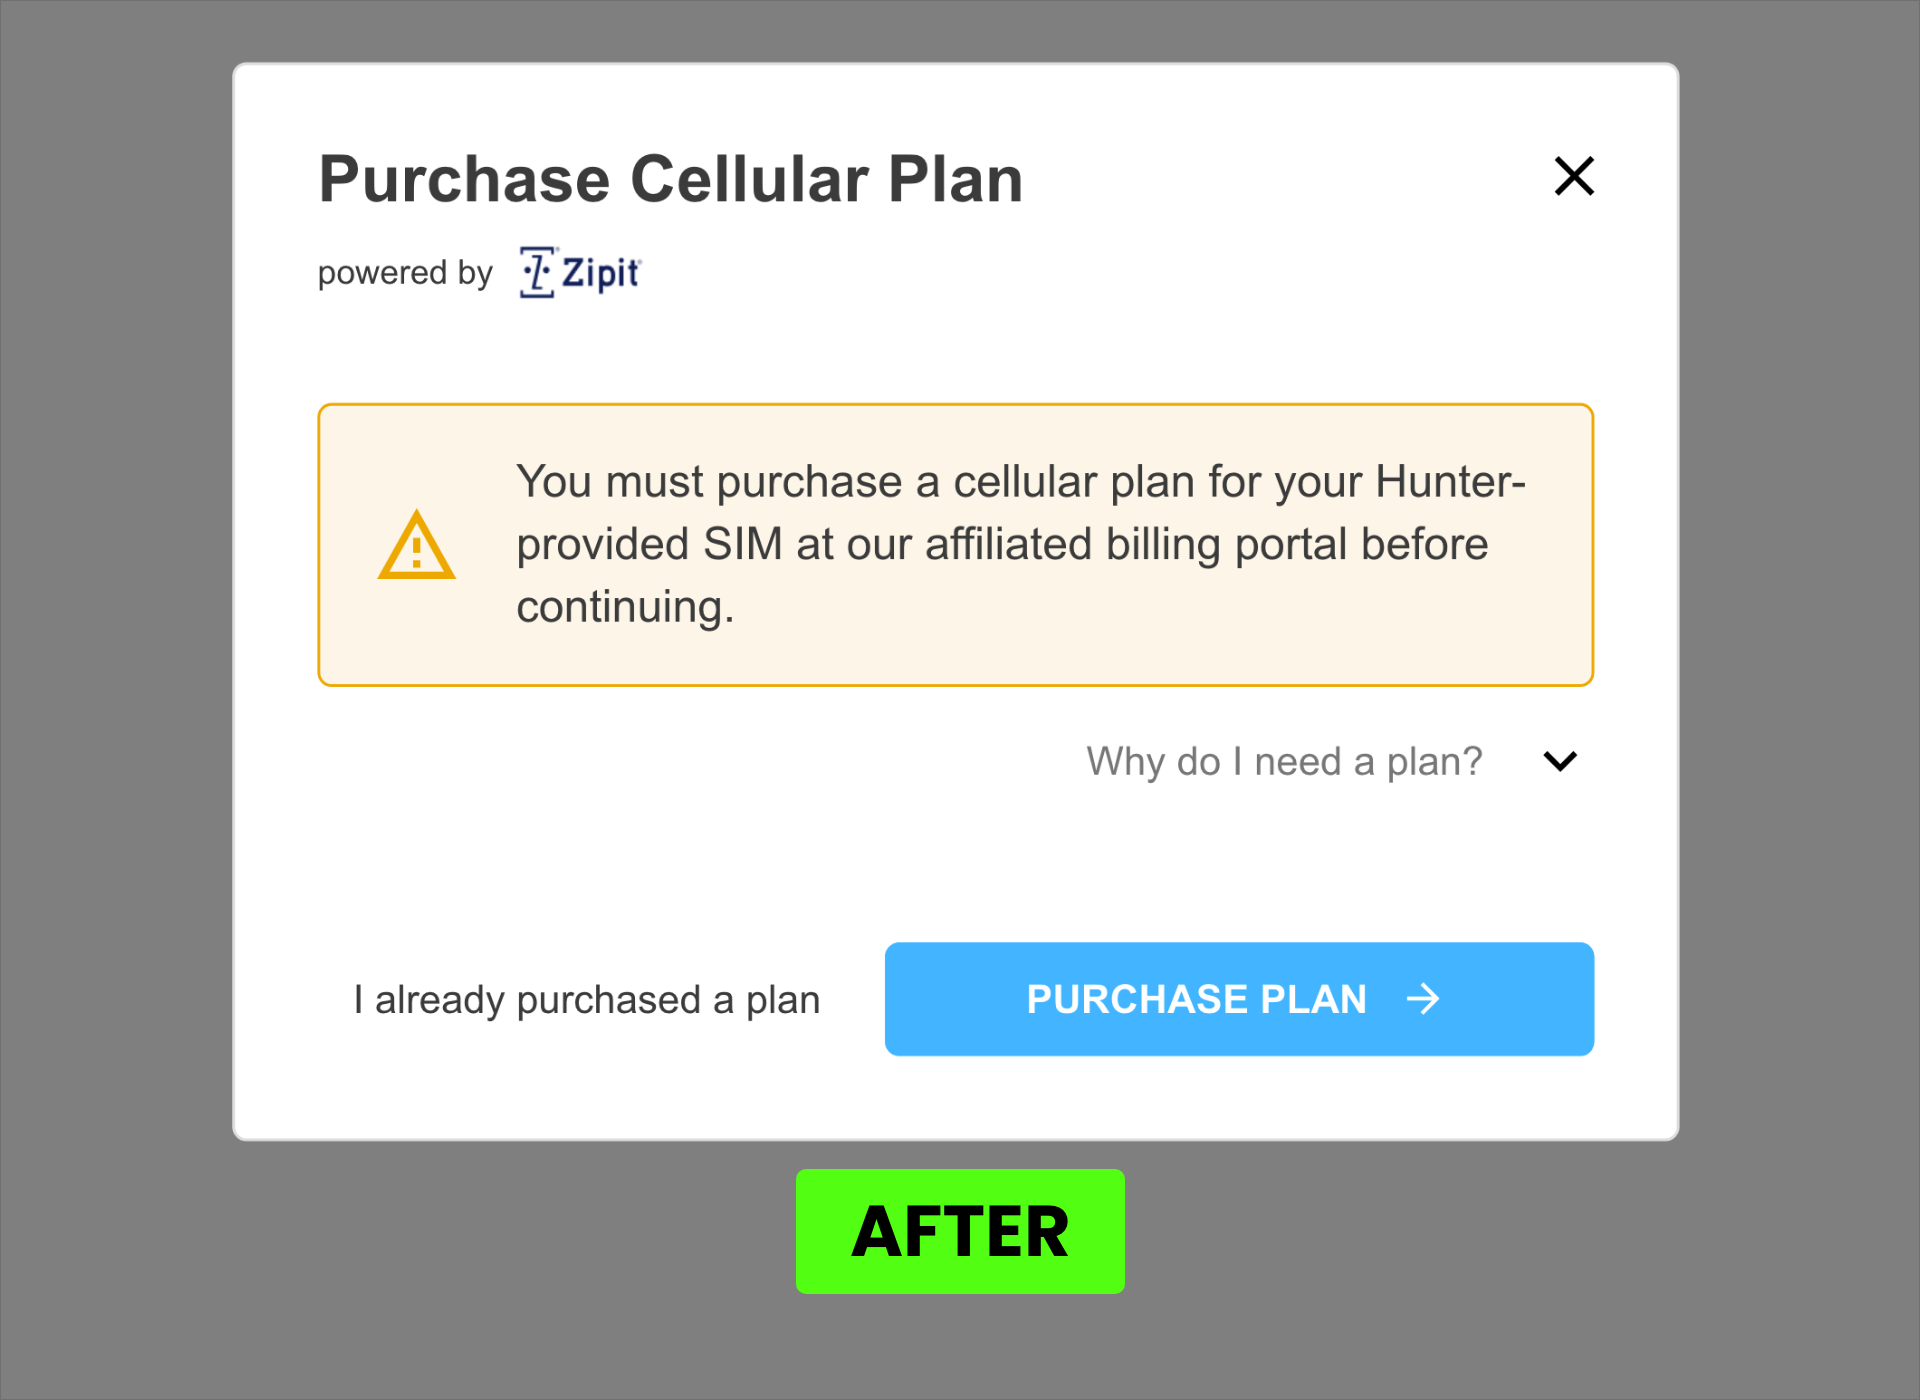 Purchase Cellular Plan
powered by Zipit
You must purchase a cellular plan for your Hunter-
provided SIM at our affiliated billing portal before
continuing.
Why do I need a plan?
I already purchased a plan
PURCHASE PLAN
AFTER